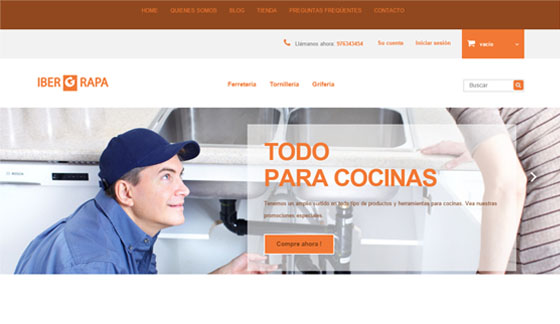 HOME QUIENES SOMOS BLOG TIENDA PREGUNTAS FREQÜENTES CONTACTO
Llámanos ahora 976343454 Su cuenta Iniciar sesión vacío
IBER RAPA Ferretería Tornillería Grifería Buscar
TODO
PARA COCINAS
Tenemos un amplio surtido en todo tipo de productos y herramientas para cocinas. Vea nuestras
promociones especiales.
Compra ahora !